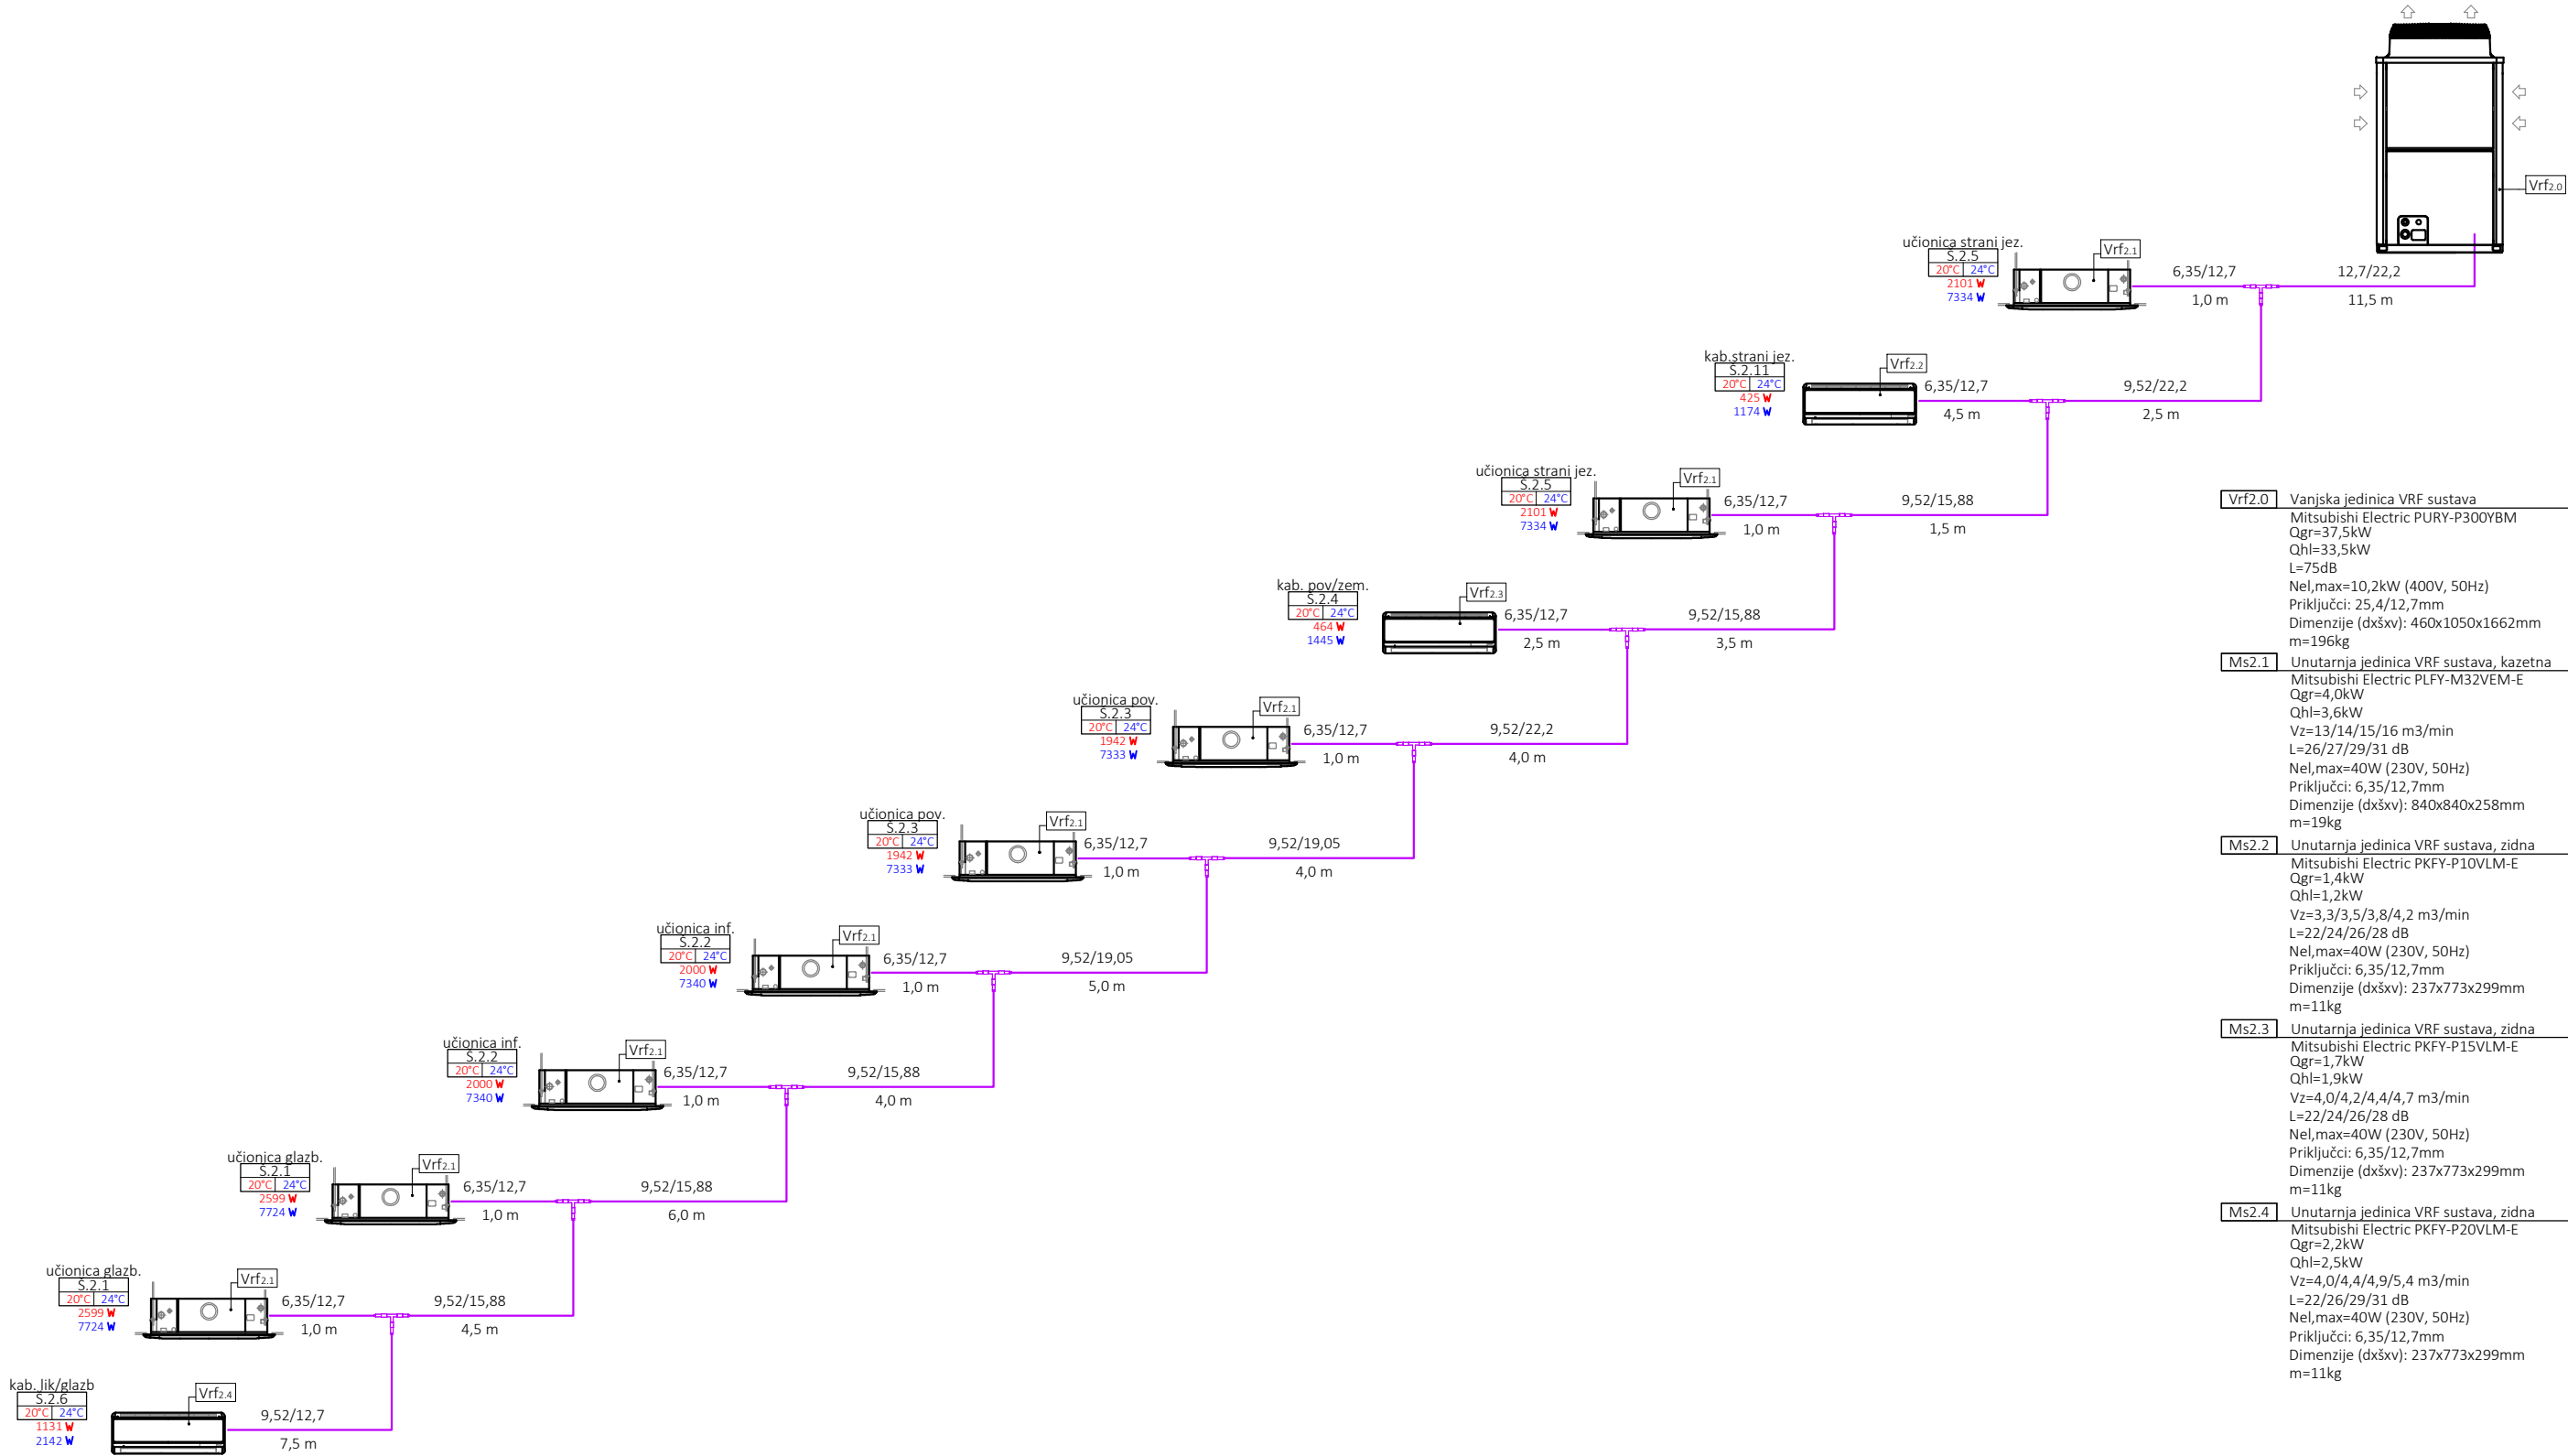 Vrf2.0
učionica strani jez.
Š.2.5
20°C 24°C
2101 W
7334 W
Vrf2.1
6,35/12,7
1,0 m
12,7/22,2
11,5 m
kab.strani jez.
Š.2.11
20°C 24°C
425 W
1174 W
Vrf2.2
6,35/12,7
4,5 m
9,52/22,2
2,5 m
učionica strani jez.
Š.2.5
20°C 24°C
2101 W
7334 W
Vrf2.1
6,35/12,7
1,0 m
9,52/15,88
1,5 m
kab. pov/zem.
Š.2.4
20°C 24°C
464 W
1445 W
Vrf2.3
6,35/12,7
2,5 m
9,52/15,88
3,5 m
učionica pov.
Š.2.3
20°C 24°C
1942 W
7333 W
Vrf2.1
6,35/12,7
1,0 m
9,52/22,2
4,0 m
učionica pov.
Š.2.3
20°C 24°C
1942 W
7333 W
Vrf2.1
6,35/12,7
1,0 m
9,52/19,05
4,0 m
učionica inf.
Š.2.2
20°C 24°C
2000 W
7340 W
Vrf2.1
6,35/12,7
1,0 m
9,52/19,05
5,0 m
učionica inf.
Š.2.2
20°C 24°C
2000 W
7340 W
Vrf2.1
6,35/12,7
1,0 m
9,52/15,88
4,0 m
učionica glazb.
Š.2.1
20°C 24°C
2599 W
7724 W
Vrf2.1
6,35/12,7
1,0 m
9,52/15,88
6,0 m
učionica glazb.
Š.2.1
20°C 24°C
2599 W
7724 W
Vrf2.1
6,35/12,7
1,0 m
9,52/15,88
4,5 m
kab. lik/glazb
Š.2.6
20°C 24°C
1131 W
2142 W
Vrf2.4
9,52/12,7
7,5 m
Vrf2.0 Vanjska jedinica VRF sustava
Mitsubishi Electric PURY-P300YBM
Qgr=37,5kW
Qhl=33,5kW
L=75dB
Nel,max=10,2kW (400V, 50Hz)
Priključci: 25,4/12,7mm
Dimenzije (dxšxv): 460x1050x1662mm
m=196kg
Ms2.1 Unutarnja jedinica VRF sustava, kazetna
Mitsubishi Electric PLFY-M32VEM-E
Qgr=4,0kW
Qhl=3,6kW
Vz=13/14/15/16 m3/min
L=26/27/29/31 dB
Nel,max=40W (230V, 50Hz)
Priključci: 6,35/12,7mm
Dimenzije (dxšxv): 840x840x258mm
m=19kg
Ms2.2 Unutarnja jedinica VRF sustava, zidna
Mitsubishi Electric PKFY-P10VLM-E
Qgr=1,4kW
Qhl=1,2kW
Vz=3,3/3,5/3,8/4,2 m3/min
L=22/24/26/28 dB
Nel,max=40W (230V, 50Hz)
Priključci: 6,35/12,7mm
Dimenzije (dxšxv): 237x773x299mm
m=11kg
Ms2.3 Unutarnja jedinica VRF sustava, zidna
Mitsubishi Electric PKFY-P15VLM-E
Qgr=1,7kW
Qhl=1,9kW
Vz=4,0/4,2/4,4/4,7 m3/min
L=22/24/26/28 dB
Nel,max=40W (230V, 50Hz)
Priključci: 6,35/12,7mm
Dimenzije (dxšxv): 237x773x299mm
m=11kg
Ms2.4 Unutarnja jedinica VRF sustava, zidna
Mitsubishi Electric PKFY-P20VLM-E
Qgr=2,2kW
Qhl=2,5kW
Vz=4,0/4,4/4,9/5,4 m3/min
L=22/26/29/31 dB
Nel,max=40W (230V, 50Hz)
Priključci: 6,35/12,7mm
Dimenzije (dxšxv): 237x773x299mm
m=11kg